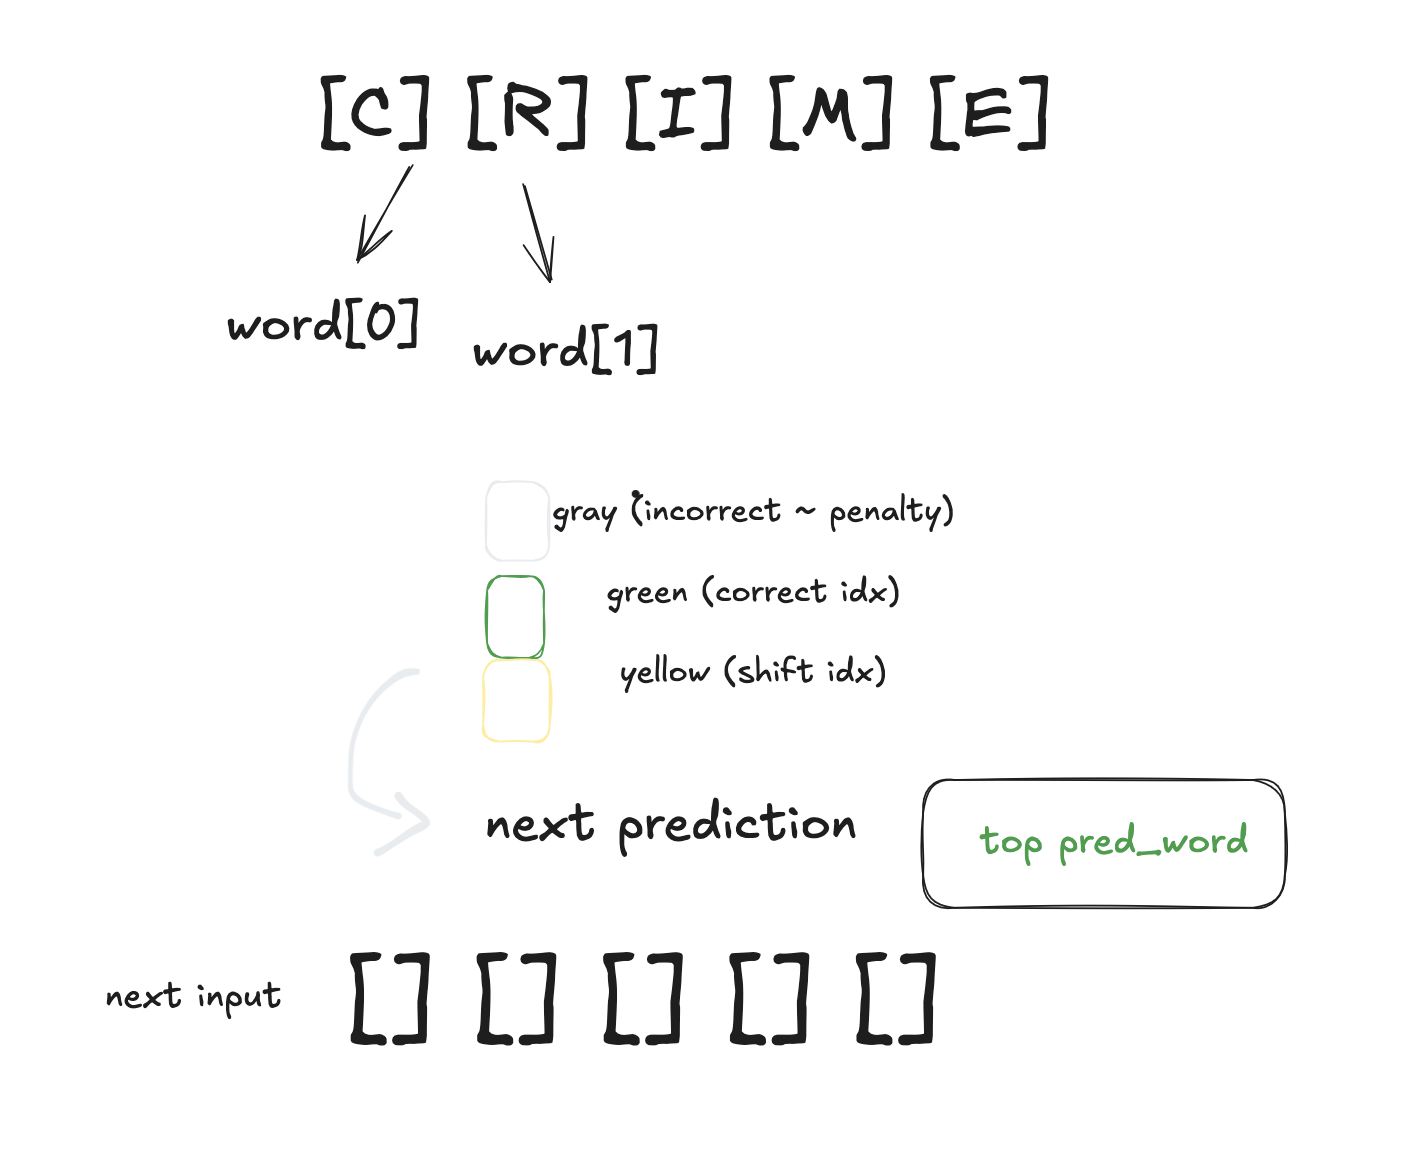 [C] [R] [I] [M] [E]
word[0]
word[1]
gray (incorrect ~ penalty)
green (correct idx)
yellow (shift idx)
next prediction
top pred_word
next input [] [] [] [] []